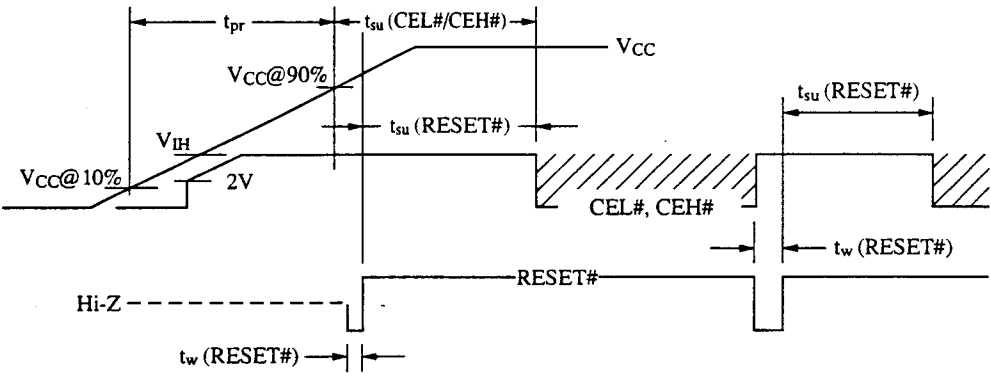 tpr
tsu (CEL#/CEH#)
VCC
VCC@90%
tsu (RESET#)
tsu (RESET#)
VIH
VCC@10%
2V
CEL#, CEH#
tw (RESET#)
RESET#
Hi-Z
tw (RESET#)